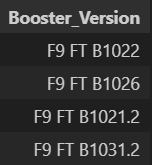 Booster_Version
F9 FT B1022
F9 FT B1026
F9 FT B1021.2
F9 FT B1031.2